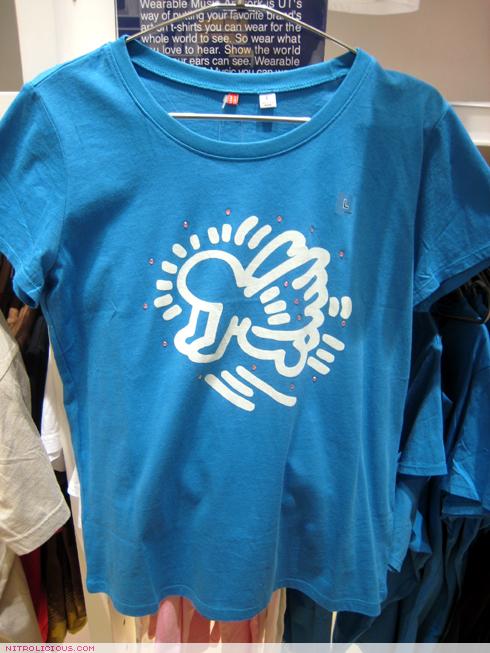 Wearable Music Artwork is UT's
way of putting your favorite brand's
art on t-shirts you can wear for the
whole world to see. So wear what
you love to hear. Show the world
your ears can see. Wearable
Music you can wear
L
NITROLICIOUS.COM